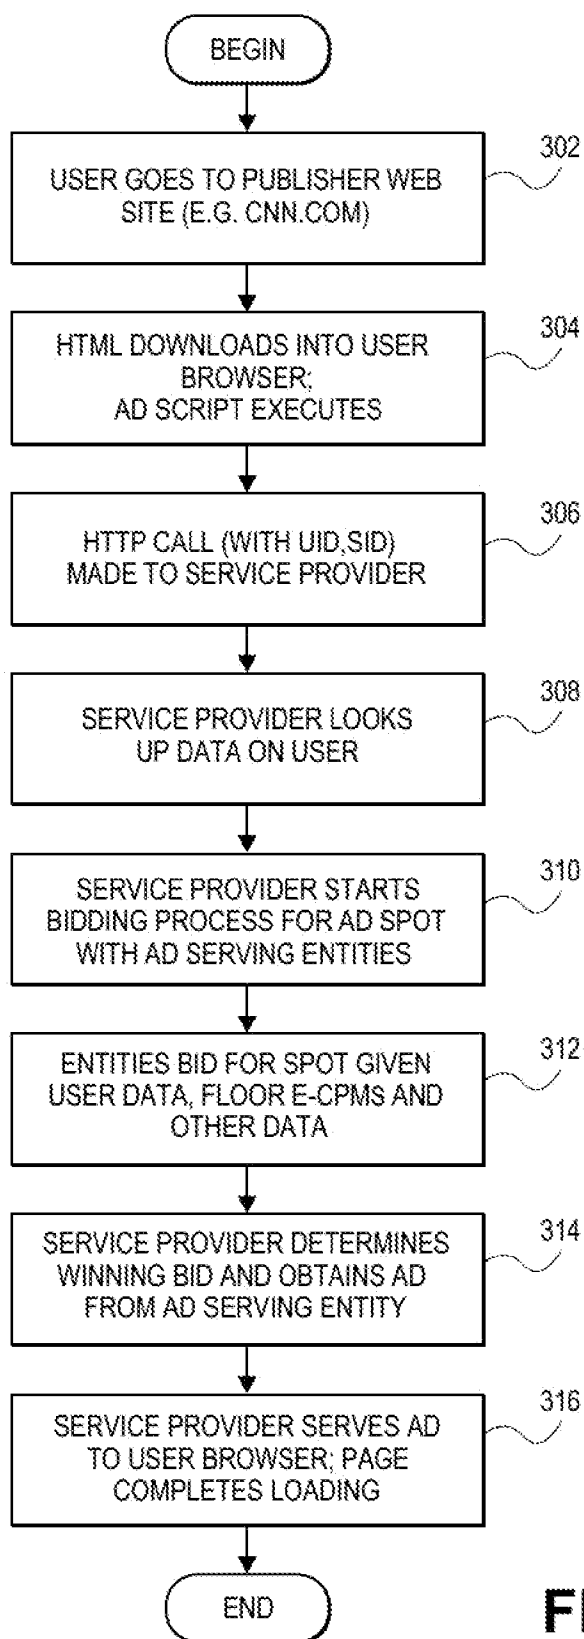 BEGIN
302
USER GOES TO PUBLISHER WEB
SITE (E.G. CNN.COM)
304
HTML DOWNLOADS INTO USER
BROWSER;
AD SCRIPT EXECUTES
306
HTTP CALL (WITH UID,SID)
MADE TO SERVICE PROVIDER
308
SERVICE PROVIDER LOOKS
UP DATA ON USER
310
SERVICE PROVIDER STARTS
BIDDING PROCESS FOR AD SPOT
WITH AD SERVING ENTITIES
312
ENTITIES BID FOR SPOT GIVEN
USER DATA, FLOOR E-CPMs AND
OTHER DATA
314
SERVICE PROVIDER DETERMINES
WINNING BID AND OBTAINS AD
FROM AD SERVING ENTITY
316
SERVICE PROVIDER SERVES AD
TO USER BROWSER; PAGE
COMPLETES LOADING
END